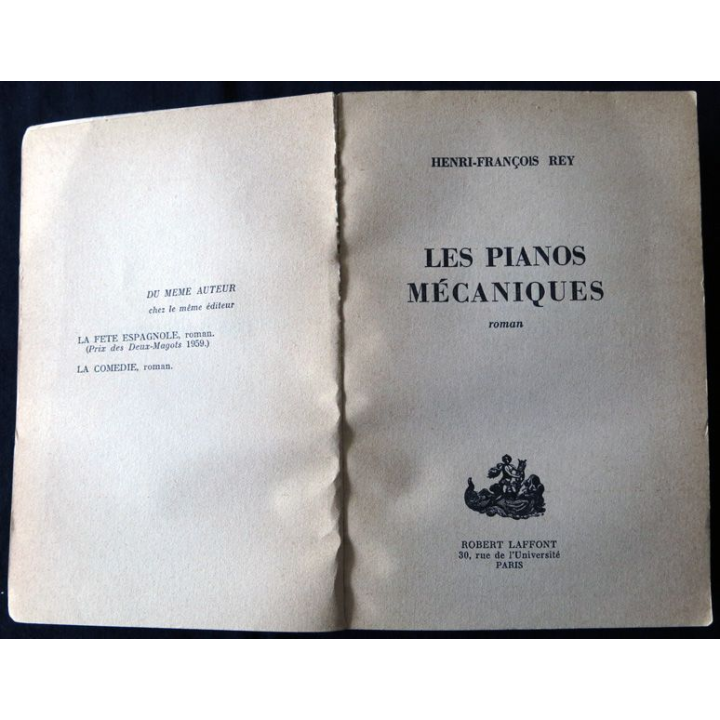 DU MEME AUTEUR
chez le même éditeur
LA FETE ESPAGNOLE, roman.
(Prix des Deux-Magots 1959.)
LA COMEDIE, roman.
HENRI-FRANÇOIS REY
LES PIANOS
MÉCANIQUES
roman
ROBERT LAFFONT
30, rue de l'Université
PARIS